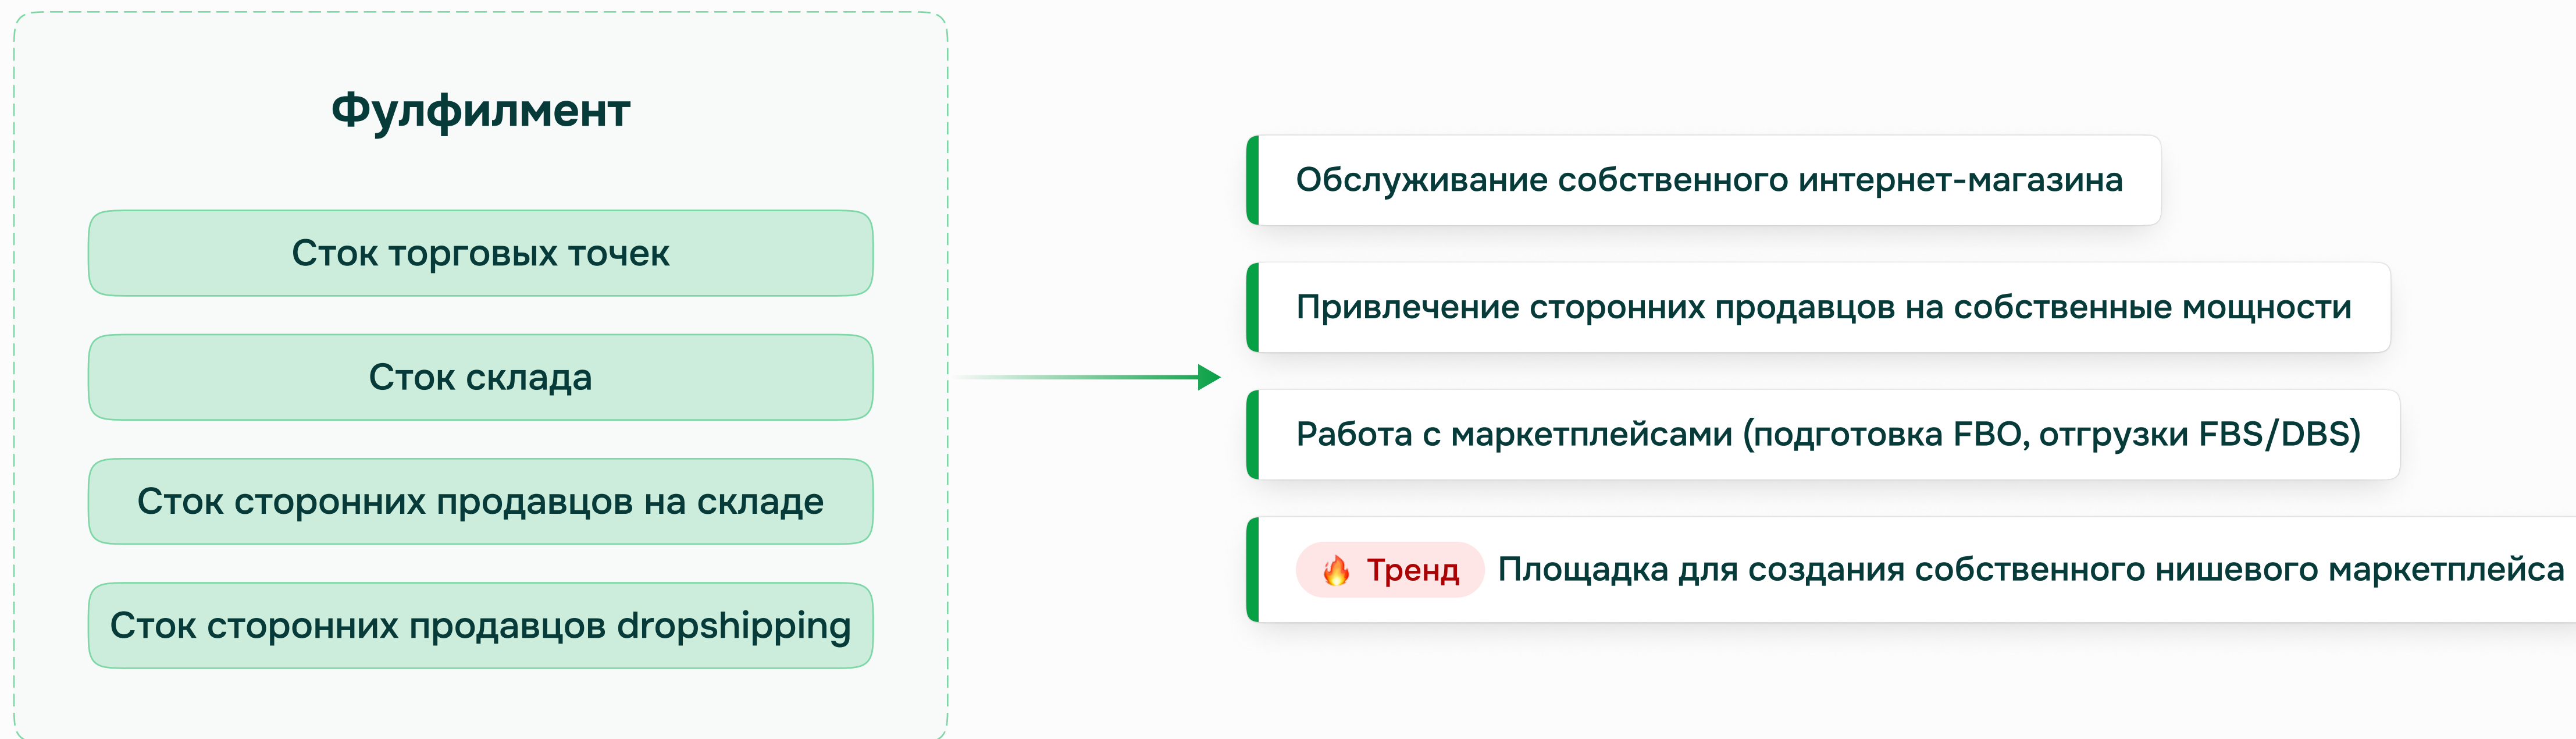 Фулфилмент
Сток торговых точек
Сток склада
Сток сторонних продавцов на складе
Сток сторонних продавцов dropshipping
Обслуживание собственного интернет-магазина
Привлечение сторонних продавцов на собственные мощности
Работа с маркетплейсами (подготовка FBO, отгрузки FBS/DBS)
🔥 Тренд Площадка для создания собственного нишевого маркетплейса